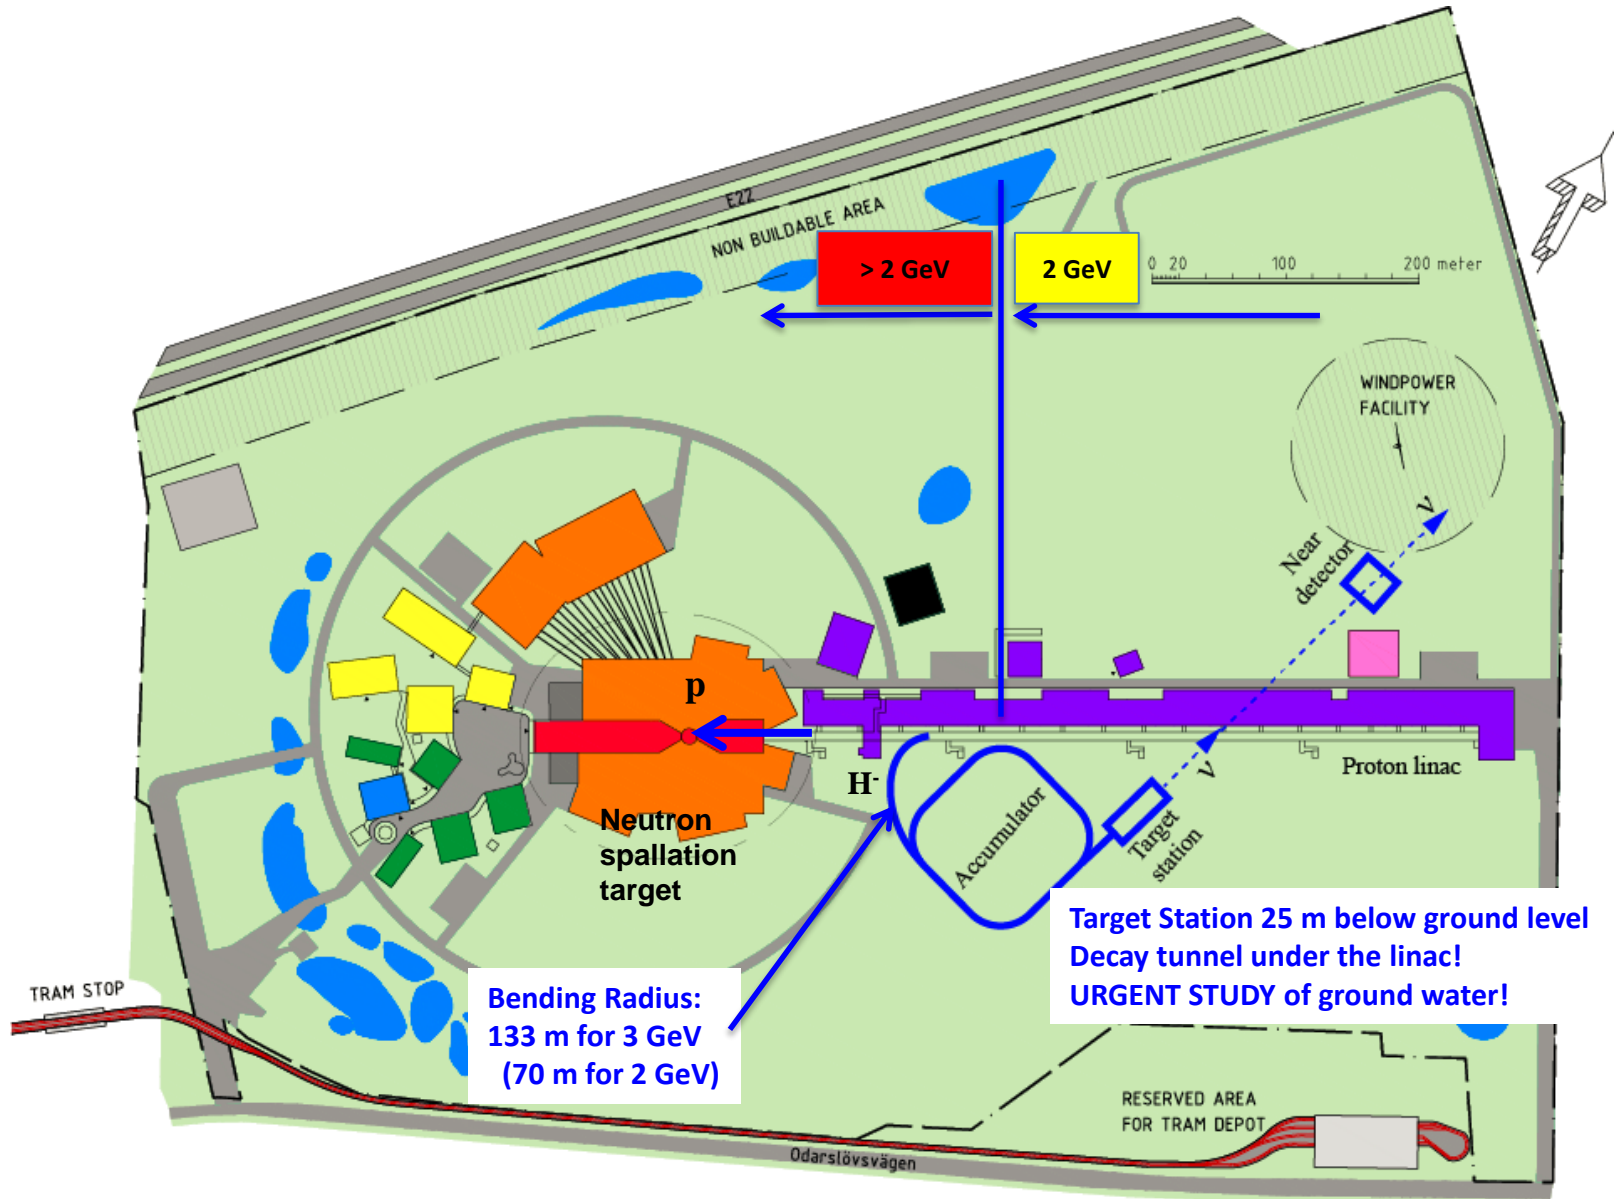 E22
NON BUILDABLE AREA
> 2 GeV
2 GeV
0 20 100 200 meter
WINDPOWER
FACILITY
ν
Near
detector
p
H-
Proton linac
ν
Accumulator
Target
station
Neutron
spallation
target
Target Station 25 m below ground level
Decay tunnel under the linac!
URGENT STUDY of ground water!
Bending Radius:
133 m for 3 GeV
(70 m for 2 GeV)
TRAM STOP
RESERVED AREA
FOR TRAM DEPOT
Odarslövsvägen